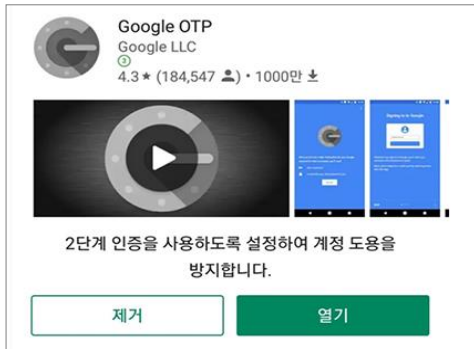 Google OTP
Google LLC
3
4.3★ (184,547 ) • 1000만
2단계 인증을 사용하도록 설정하여 계정 도용을
방지합니다.
제거
열기